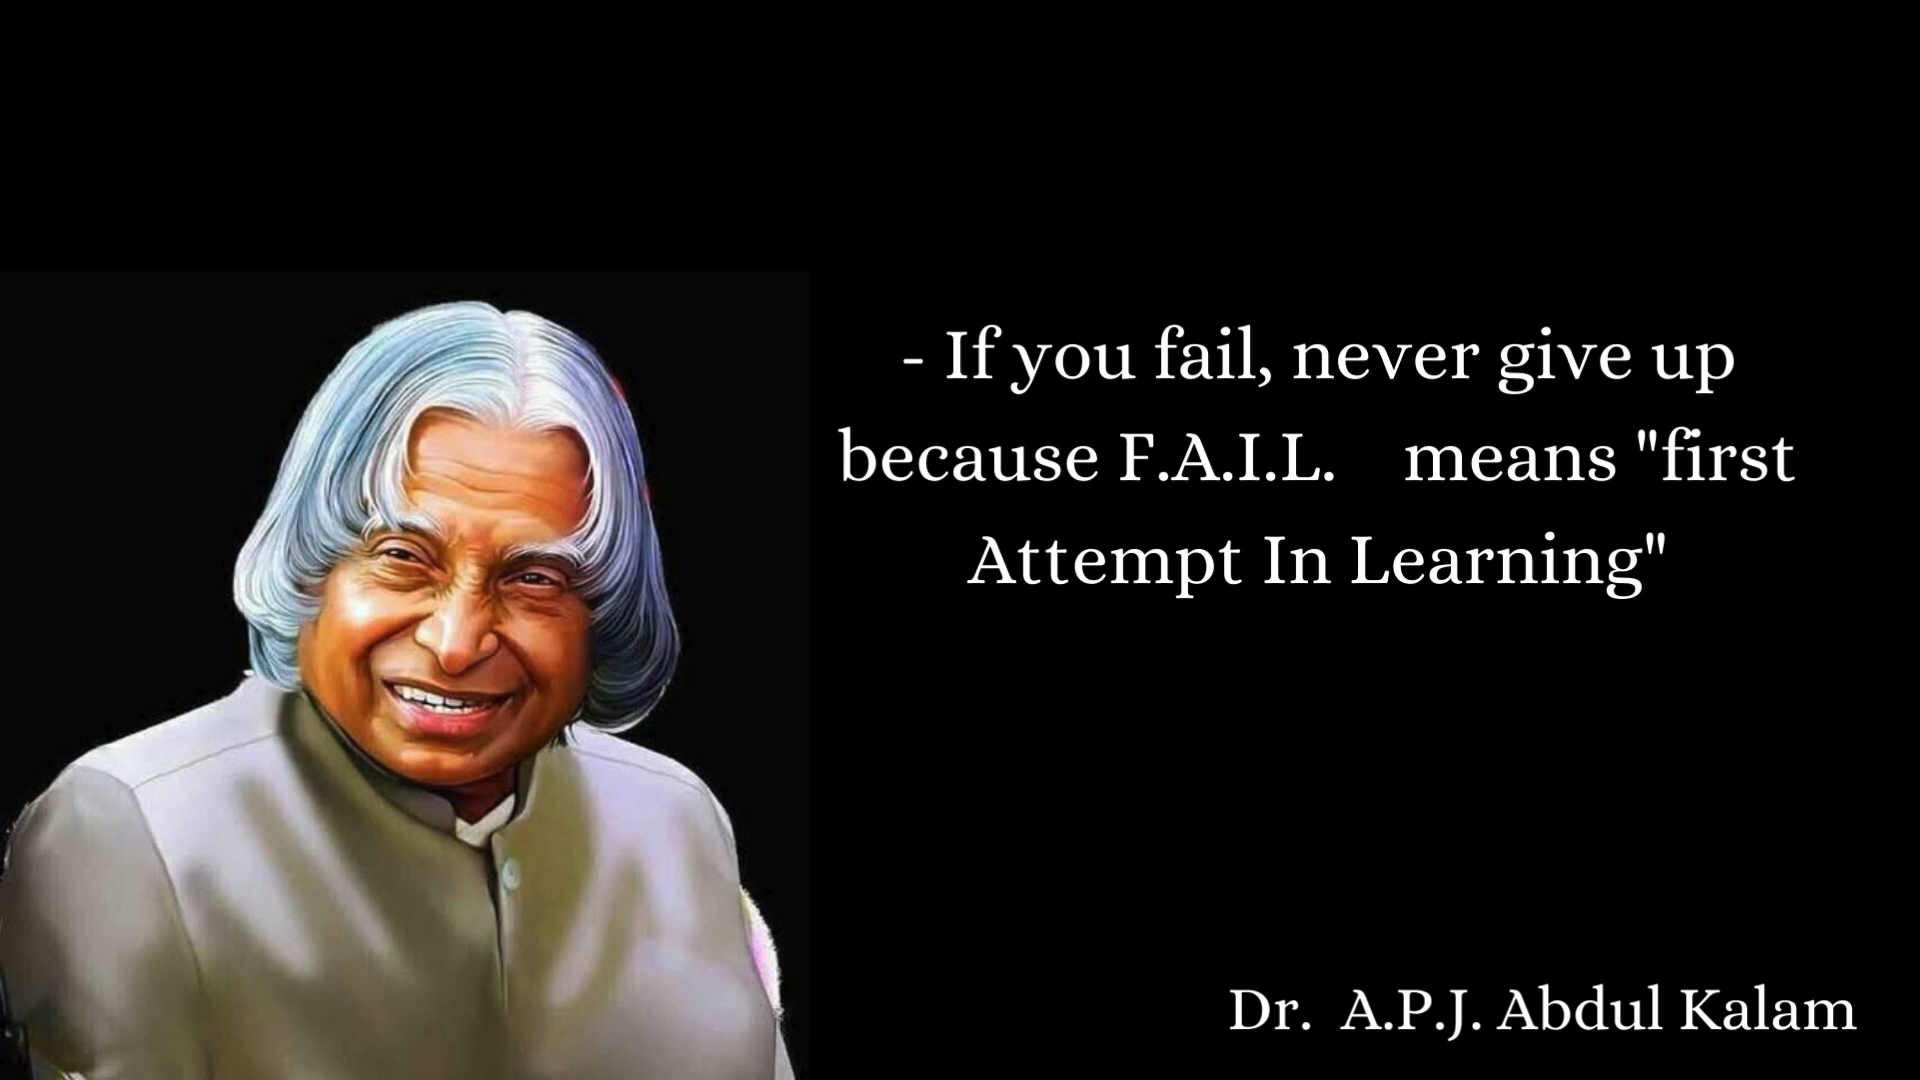 - If you fail, never give up
because F.A.I.L. means "first
Attempt In Learning"
Dr. A.P.J. Abdul Kalam